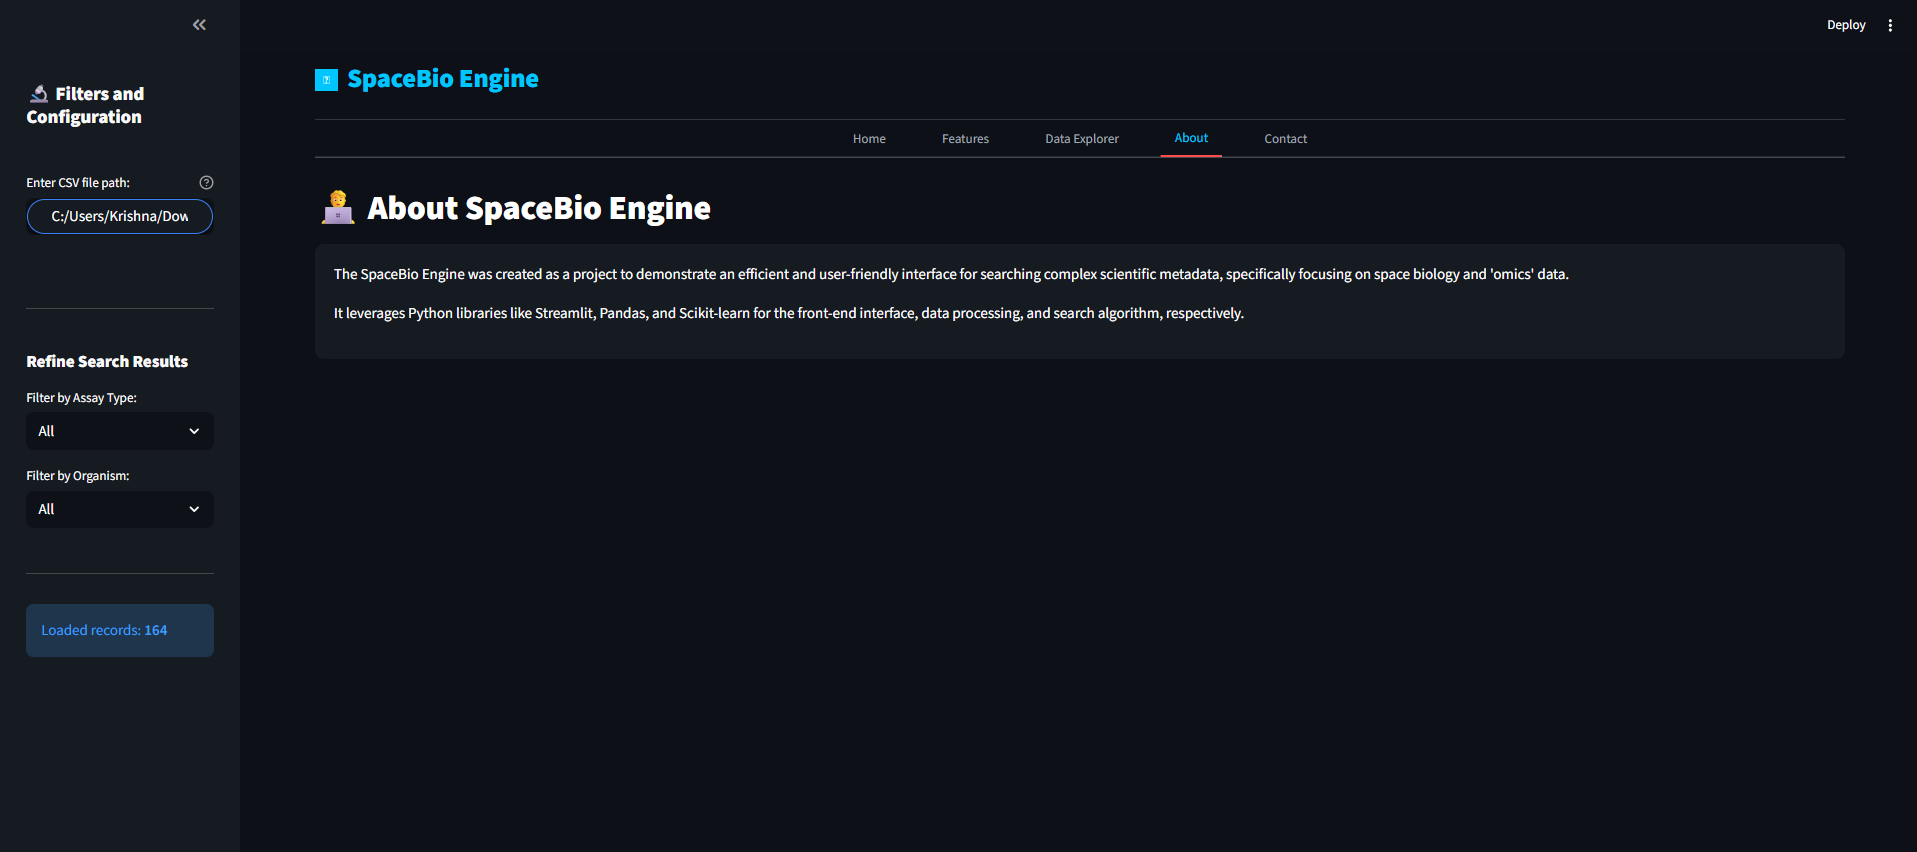 Deploy
Filters and
Configuration
Enter CSV file path:
C:/Users/Krishna/Dow
Refine Search Results
Filter by Assay Type:
All
Filter by Organism:
All
Loaded records: 164
SpaceBio Engine
Home Features Data Explorer About Contact
About SpaceBio Engine
The SpaceBio Engine was created as a project to demonstrate an efficient and user-friendly interface for searching complex scientific metadata, specifically focusing on space biology and 'omics' data.
It leverages Python libraries like Streamlit, Pandas, and Scikit-learn for the front-end interface, data processing, and search algorithm, respectively.